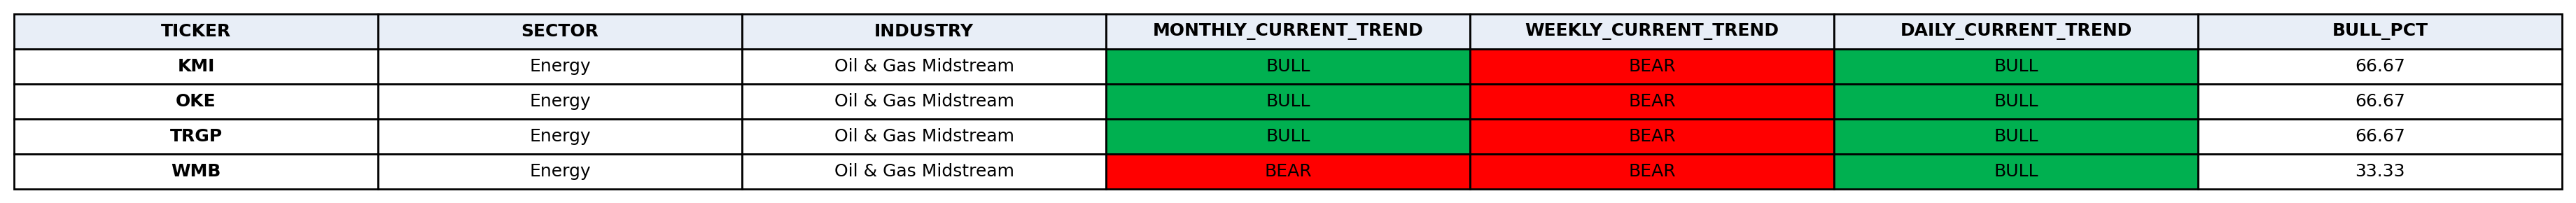 TICKER SECTOR INDUSTRY MONTHLY_CURRENT_TREND WEEKLY_CURRENT_TREND DAILY_CURRENT_TREND BULL_PCT
KMI Energy Oil & Gas Midstream BULL BEAR BULL 66.67
OKE Energy Oil & Gas Midstream BULL BEAR BULL 66.67
TRGP Energy Oil & Gas Midstream BULL BEAR BULL 66.67
WMB Energy Oil & Gas Midstream BEAR BEAR BULL 33.33